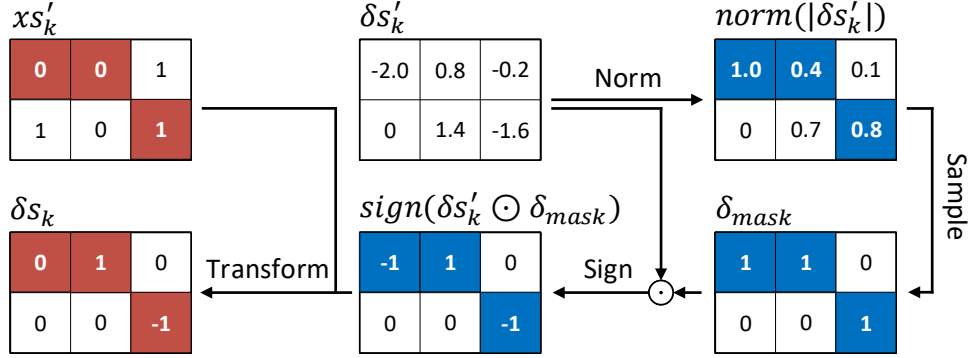 xs′ₖ δs′ₖ norm(|δs′ₖ|)
0 0 1 -2.0 0.8 -0.2 Norm 1.0 0.4 0.1
1 0 1 0 1.4 -1.6 0 0.7 0.8
Sample
δsₖ sign(δs′ₖ ⊙ δₘₐₛₖ) δₘₐₛₖ
0 1 0 Transform -1 1 0 Sign 1 1 0
0 0 -1 0 0 -1 0 0 1